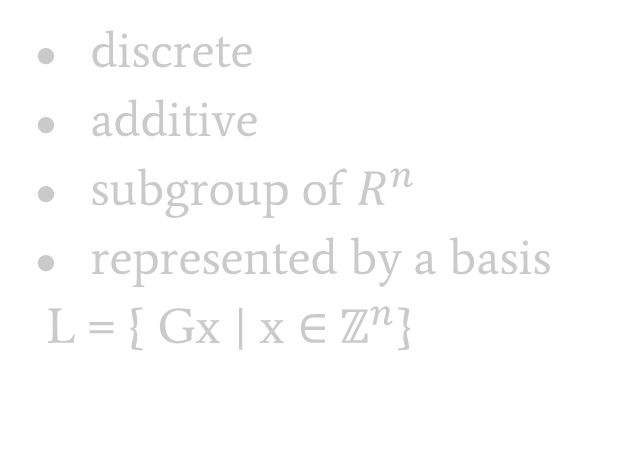 • discrete
• additive
• subgroup of Rⁿ
• represented by a basis
L = { Gx | x ∈ ℤⁿ}